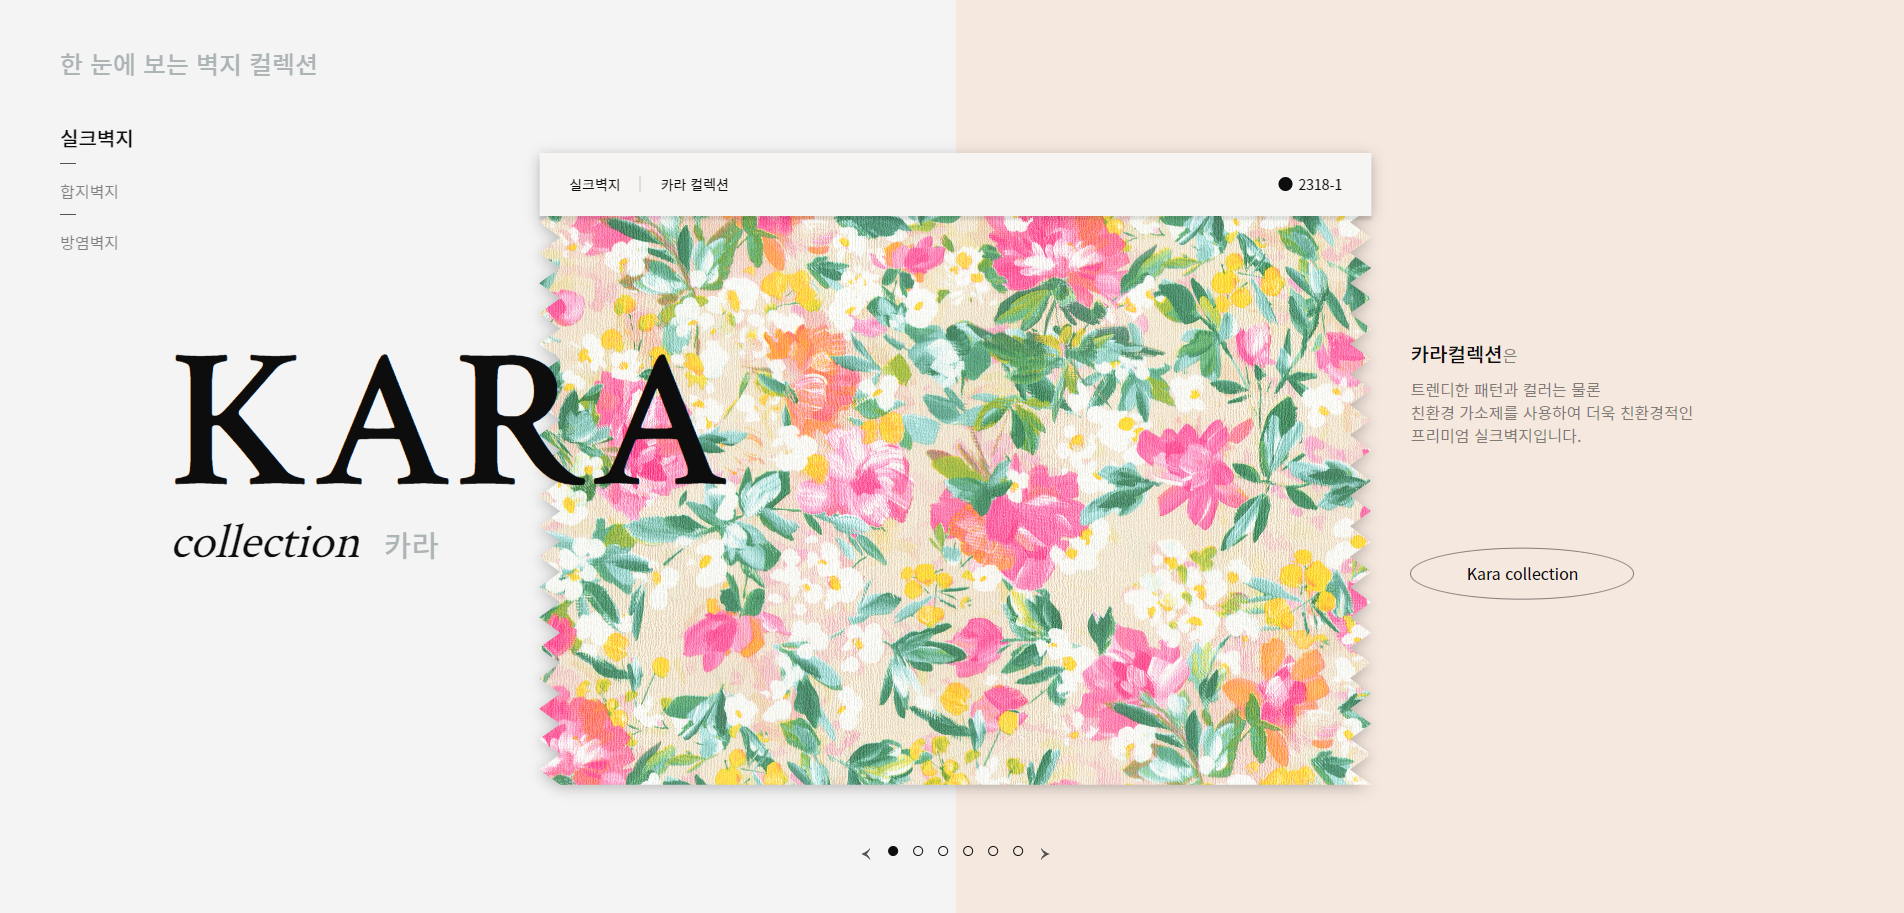 한 눈에 보는 벽지 컬렉션
실크벽지
합지벽지
방염벽지
실크벽지
카라 컬렉션
2318-1
KARA
collection 카라
카라컬렉션은
트렌디한 패턴과 컬러는 물론
친환경 가소제를 사용하여 더욱 친환경적인
프리미엄 실크벽지입니다.
Kara collection